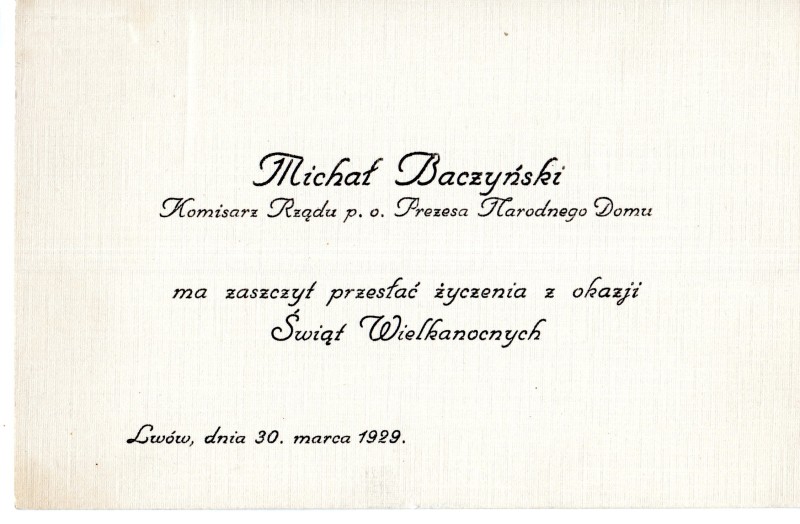 Michał Baczyński
Komisarz Rządu p. o. Prezesa Narodnego Domu
ma zaszczyt przesłać życzenia z okazji
Świąt Wielkanocnych
Lwów, dnia 30. marca 1929.